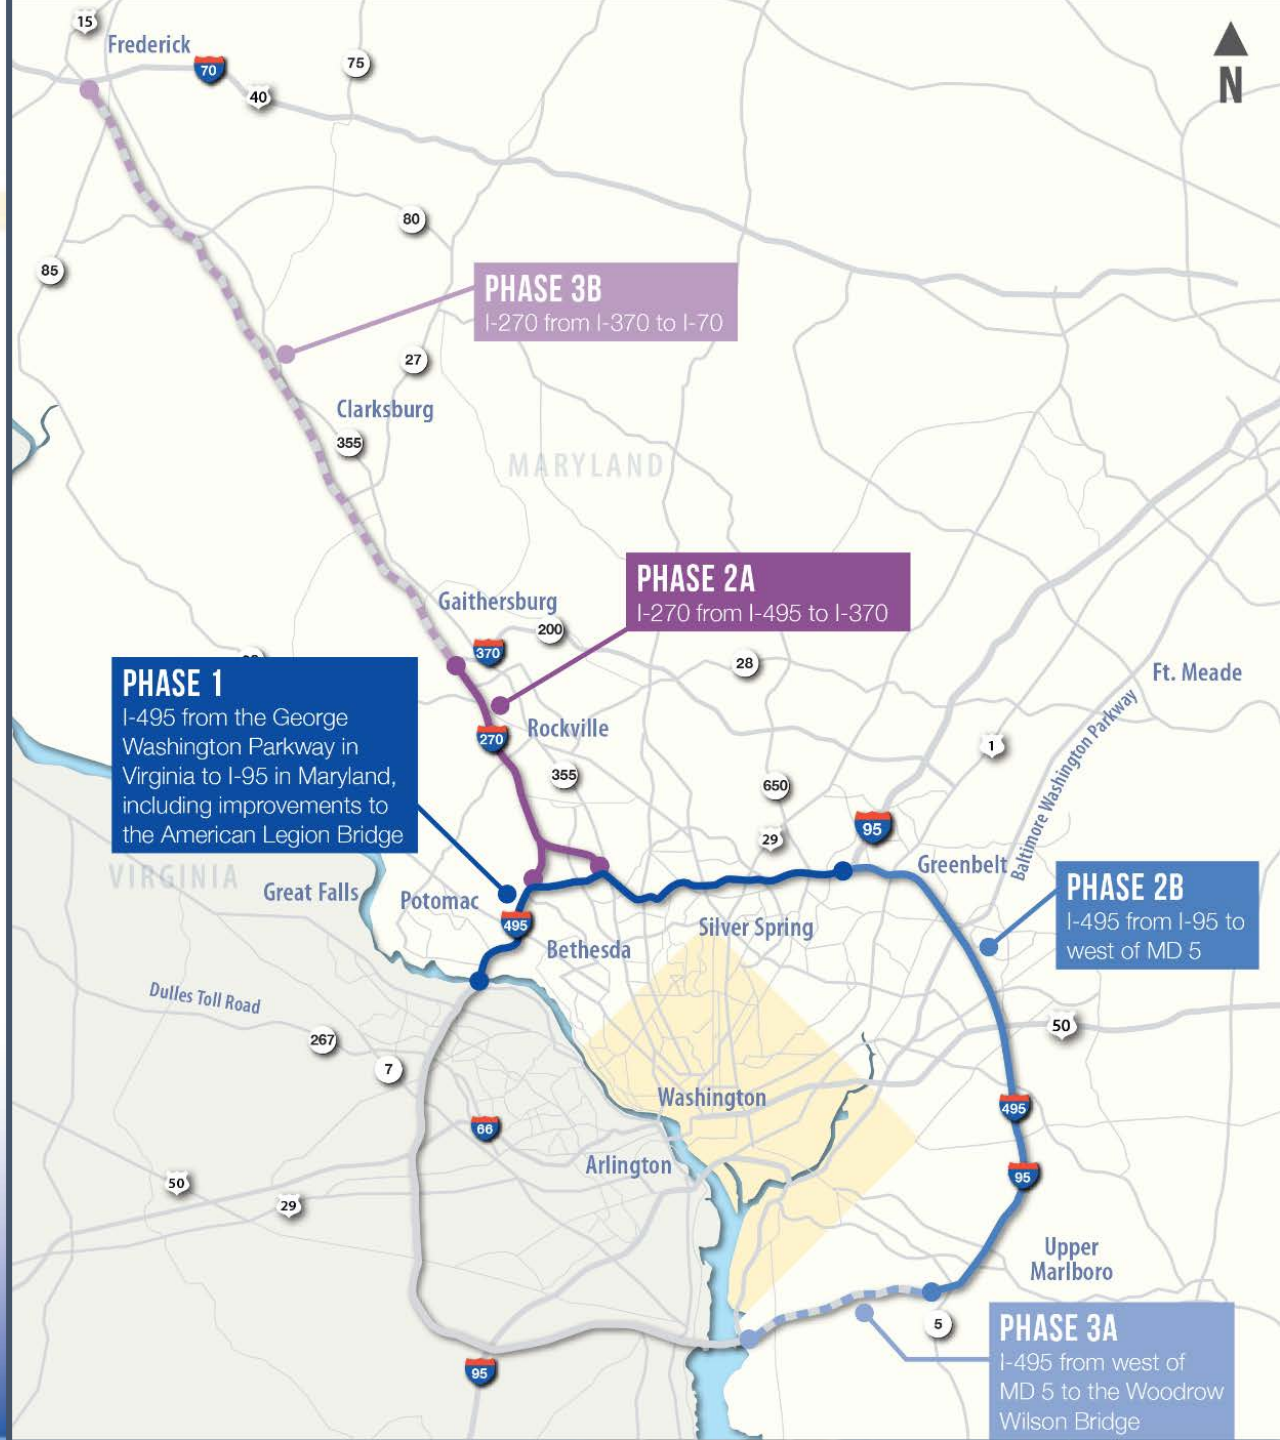 15
Frederick
70
75
40
N
80
85
PHASE 3B
I-270 from I-370 to I-70
27
Clarksburg
355
MARYLAND
PHASE 2A
I-270 from I-495 to I-370
Gaithersburg
200
370
28
PHASE 1
I-495 from the George
Washington Parkway in
Virginia to I-95 in Maryland,
including improvements to
the American Legion Bridge
Ft. Meade
270
Rockville
1
Baltimore Washington Parkway
355
650
29
95
VIRGINIA
Great Falls
Potomac
Greenbelt
PHASE 2B
I-495 from I-95 to
west of MD 5
495
Bethesda
Silver Spring
Dulles Toll Road
267
7
50
Washington
495
66
Arlington
95
50
29
Upper
Marlboro
5
PHASE 3A
I-495 from west of
MD 5 to the Woodrow
Wilson Bridge
95